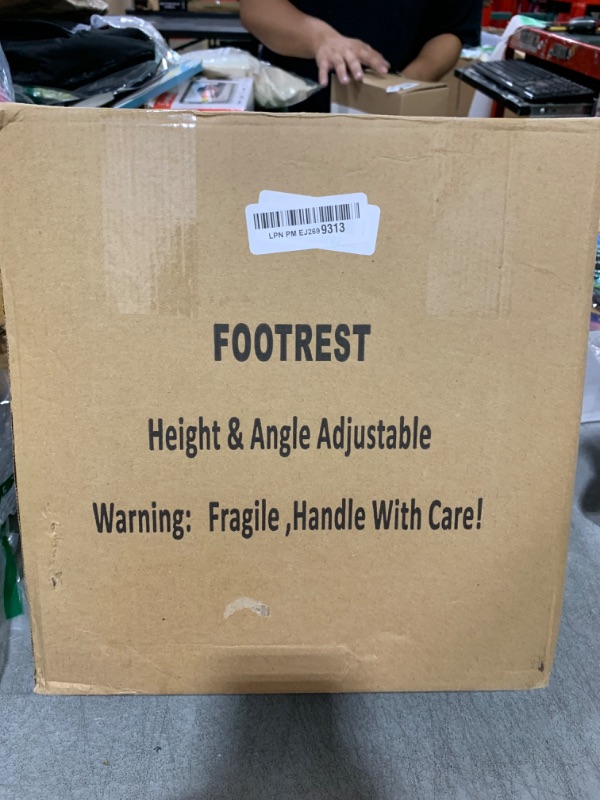 LPN PM EJ269 9313
FOOTREST
Height & Angle Adjustable
Warning: Fragile ,Handle With Care!